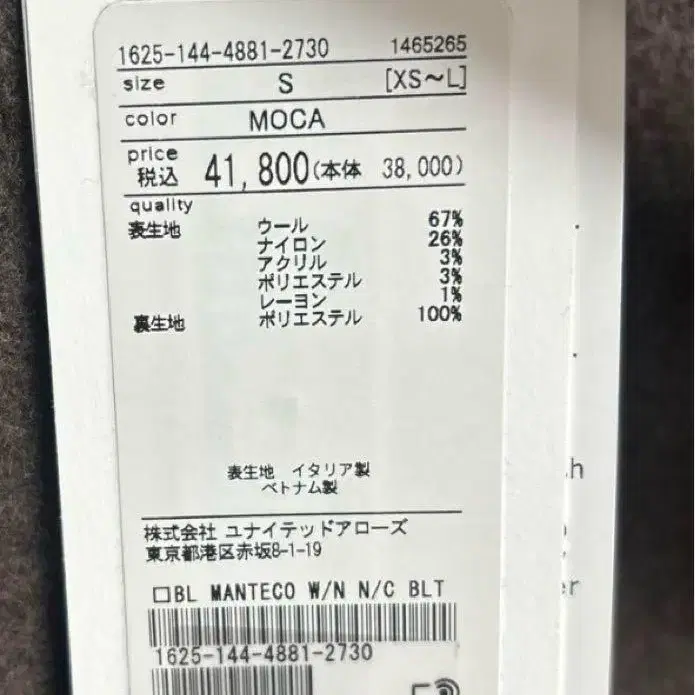 1625-144-4881-2730 1465265
size S [XS～L]
color MOCA
price
税込 41,800(本体 38,000)
quality
表生地 ウール 67%
ナイロン 26%
アクリル 3%
ポリエステル 3%
レーヨン 1%
裏生地 ポリエステル 100%
表生地 イタリア製
ベトナム製
株式会社 ユナイテッドアローズ
東京都港区赤坂8-1-19
□BL MANTECO W/N N/C BLT
1625-144-4881-2730